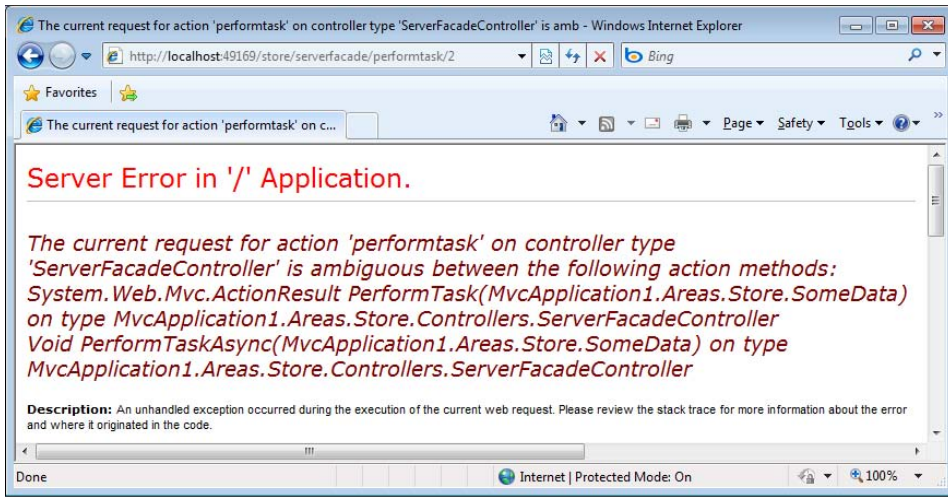 The current request for action 'performtask' on controller type 'ServerFacadeController' is amb - Windows Internet Explorer
http://localhost:49169/store/serverfacade/performtask/2
Bing
Favorites
The current request for action 'performtask' on c...
Page Safety Tools
Server Error in '/' Application.
The current request for action 'performtask' on controller type
'ServerFacadeController' is ambiguous between the following action methods:
System.Web.Mvc.ActionResult PerformTask(MvcApplication1.Areas.Store.SomeData)
on type MvcApplication1.Areas.Store.Controllers.ServerFacadeController
Void PerformTaskAsync(MvcApplication1.Areas.Store.SomeData) on type
MvcApplication1.Areas.Store.Controllers.ServerFacadeController
Description: An unhandled exception occurred during the execution of the current web request. Please review the stack trace for more information about the error
and where it originated in the code.
Done
Internet | Protected Mode: On
100%